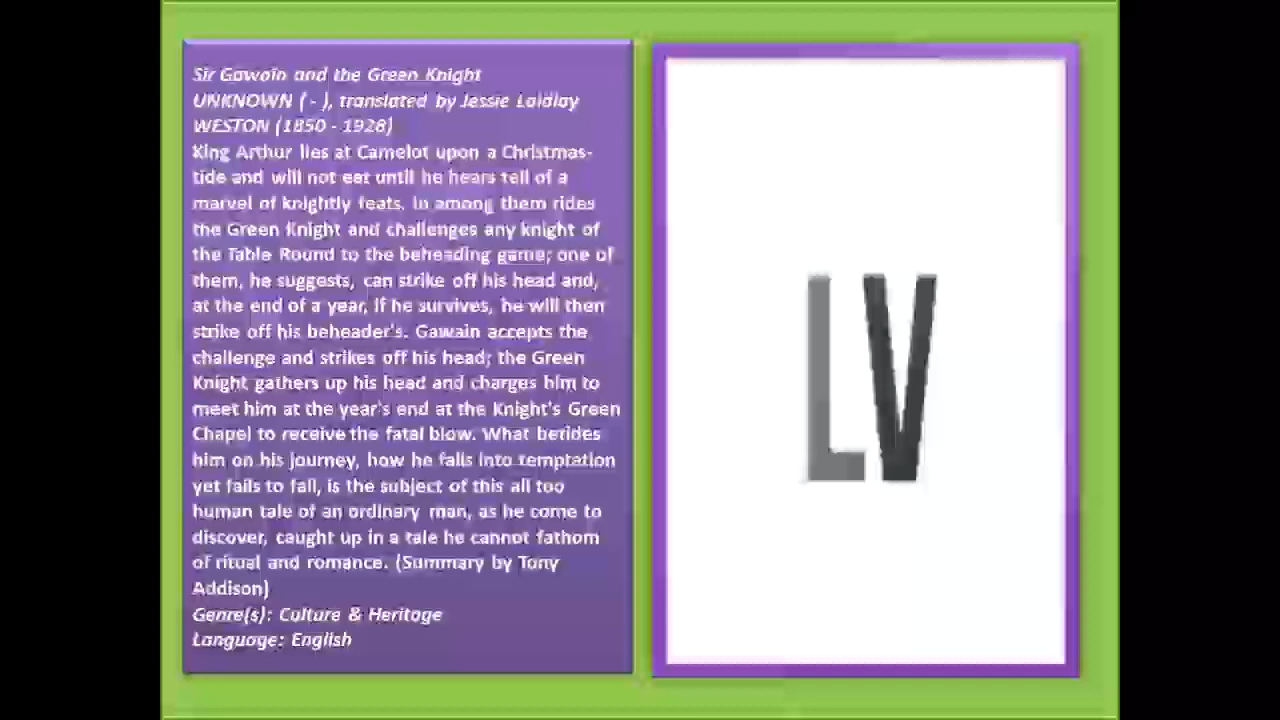 Sir Gawain and the Green Knight
UNKNOWN ( - ), translated by Jessie Laidlay
WESTON (1850 - 1928)
King Arthur lies at Camelot upon a Christmas-
tide and will not eat until he hears tell of a
marvel of knightly feats. In among them rides
the Green Knight and challenges any knight of
the Table Round to the beheading game; one of
them, he suggests, can strike off his head and,
at the end of a year, if he survives, he will then
strike off his beheader's. Gawain accepts the
challenge and strikes off his head; the Green
Knight gathers up his head and charges him to
meet him at the year's end at the Knight's Green
Chapel to receive the fatal blow. What betides
him on his journey, how he falls into temptation
yet fails to fall, is the subject of this all too
human tale of an ordinary man, as he come to
discover, caught up in a tale he cannot fathom
of ritual and romance. (Summary by Tony
Addison)
Genre(s): Culture & Heritage
Language: English
LV